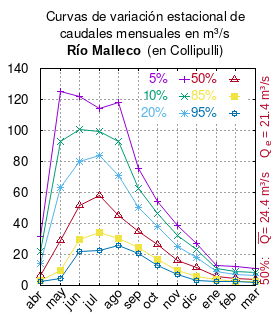 Curvas de variación estacional de
caudales mensuales en m³/s
Río Malleco (en Collipulli)
140
120
100
80
60
40
20
0
5% 50%
10% 85%
20% 95%
abr may jun jul ago sep oct nov dic ene feb mar
50%: Q̅= 24.4 m³/s Q e = 21.4 m³/s